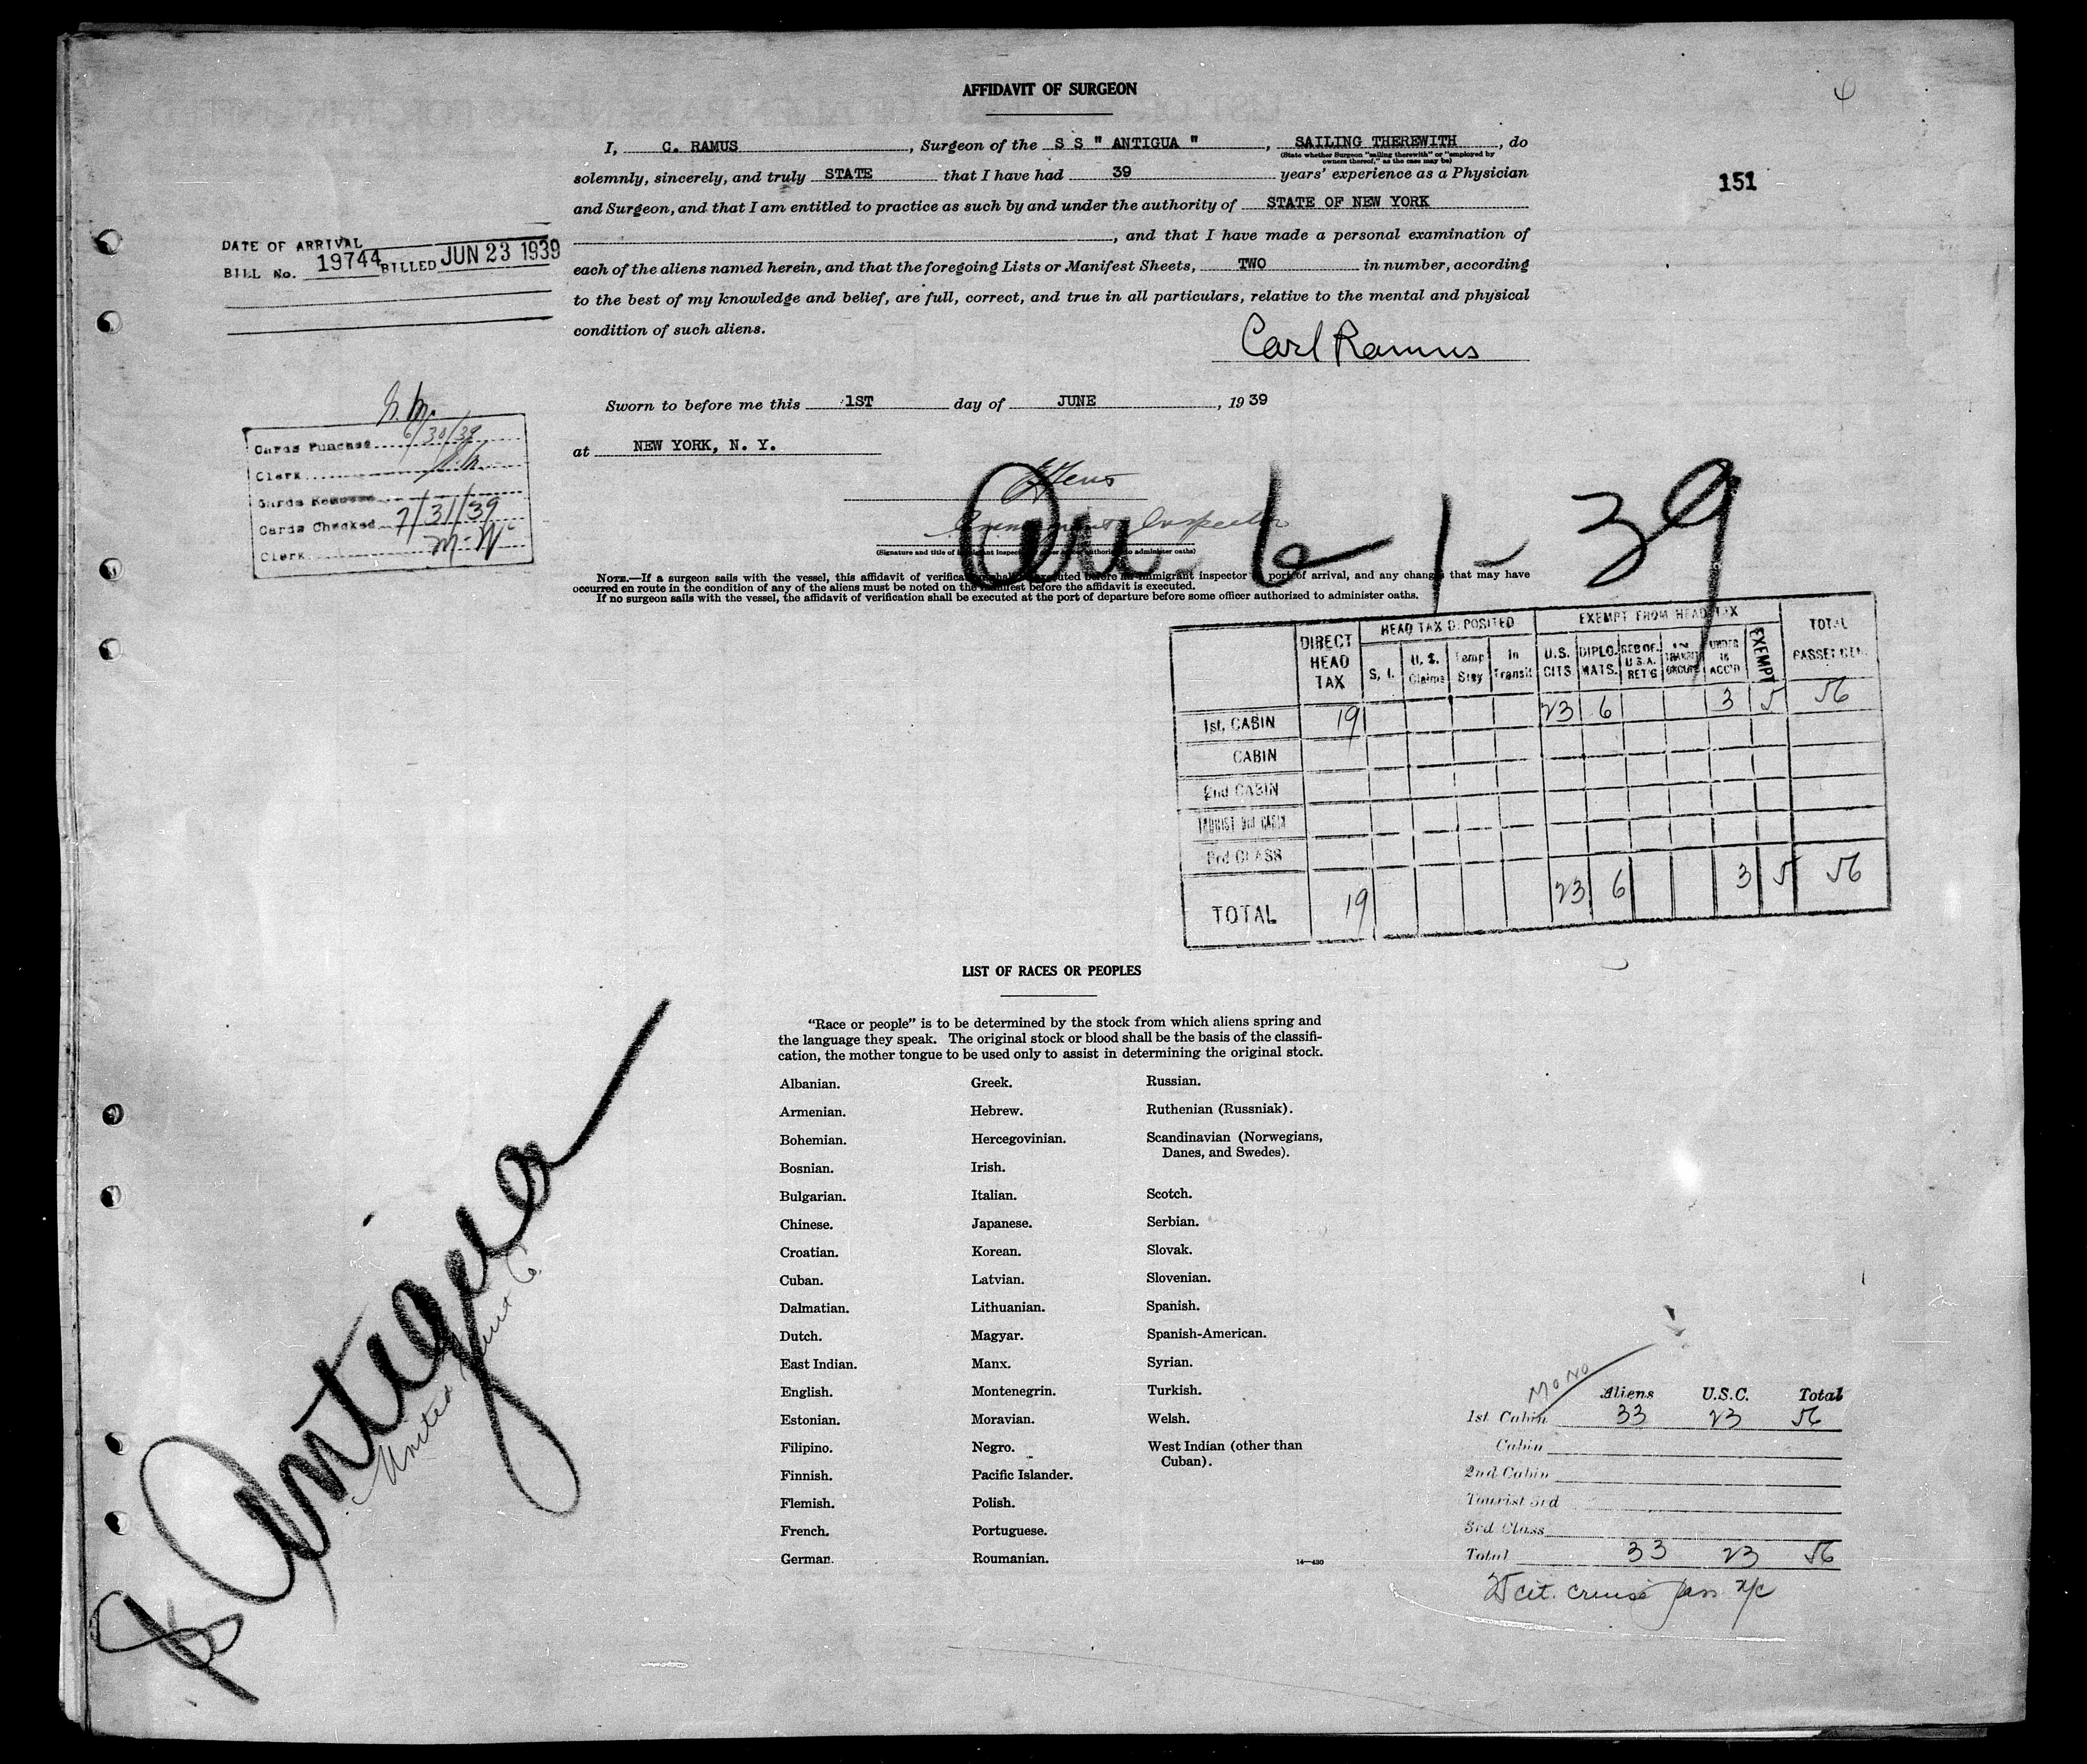 AFFIDAVIT OF SURGEON
I, C. RAMUS, Surgeon of the S S " ANTIGUA ", SAILING THEREWITH, do
(State whether Surgeon "sailing therewith" or "employed by
owners thereof," as the case may be)
solemnly, sincerely, and truly STATE that I have had 39 years' experience as a Physician
and Surgeon, and that I am entitled to practice as such by and under the authority of STATE OF NEW YORK
, and that I have made a personal examination of
each of the aliens named herein, and that the foregoing Lists or Manifest Sheets, TWO in number, according
to the best of my knowledge and belief, are full, correct, and true in all particulars, relative to the mental and physical
condition of such aliens.
Carl Ramus
151
DATE OF ARRIVAL
BILL No. 19744 BILLED JUN 23 1939
Sworn to before me this 1ST day of JUNE, 1939
at NEW YORK, N. Y.
Cards Punched 6/30/39
Clerk
Cards Checked 7/31/39
Clerk
Inspector
Arr. 6-1-39
(Signature and title of immigrant inspector or other officer authorized to administer oaths)
NOTE.—If a surgeon sails with the vessel, this affidavit of verification shall be executed before an immigrant inspector at port of arrival, and any changes that may have
occurred en route in the condition of any of the aliens must be noted on the manifest before the affidavit is executed.
If no surgeon sails with the vessel, the affidavit of verification shall be executed at the port of departure before some officer authorized to administer oaths.
DIRECT HEAD TAX HEAD TAX DEPOSITED EXEMPT FROM HEAD TAX TOTAL PASSENGERS
S. I. U. S. Claims Temp Stay In Transit U.S. CITS. DIPLO-MATS. RES OF. U.S.A. RET'G IN TRANSIT GROUPS UNDER 16 ACC'D EXEMPT
1st. CABIN 19 23 6 3 5 56
CABIN
2nd CABIN
TOURIST 3rd CABIN
3rd CLASS
TOTAL 19 23 6 3 5 56
LIST OF RACES OR PEOPLES
"Race or people" is to be determined by the stock from which aliens spring and
the language they speak. The original stock or blood shall be the basis of the classifi-
cation, the mother tongue to be used only to assist in determining the original stock.
Albanian.
Armenian.
Bohemian.
Bosnian.
Bulgarian.
Chinese.
Croatian.
Cuban.
Dalmatian.
Dutch.
East Indian.
English.
Estonian.
Filipino.
Finnish.
Flemish.
French.
German.
Greek.
Hebrew.
Hercegovinian.
Irish.
Italian.
Japanese.
Korean.
Latvian.
Lithuanian.
Magyar.
Manx.
Montenegrin.
Moravian.
Negro.
Pacific Islander.
Polish.
Portuguese.
Roumanian.
Russian.
Ruthenian (Russniak).
Scandinavian (Norwegians,
Danes, and Swedes).
Scotch.
Serbian.
Slovak.
Slovenian.
Spanish.
Spanish-American.
Syrian.
Turkish.
Welsh.
West Indian (other than
Cuban).
14—430
Antigua
United Fruit Co.
MONO
Aliens U.S.C. Total
1st Cabin 33 23 56
Cabin
2nd Cabin
Tourist 3rd
3rd Class
Total 33 23 56
cit. cruise pass